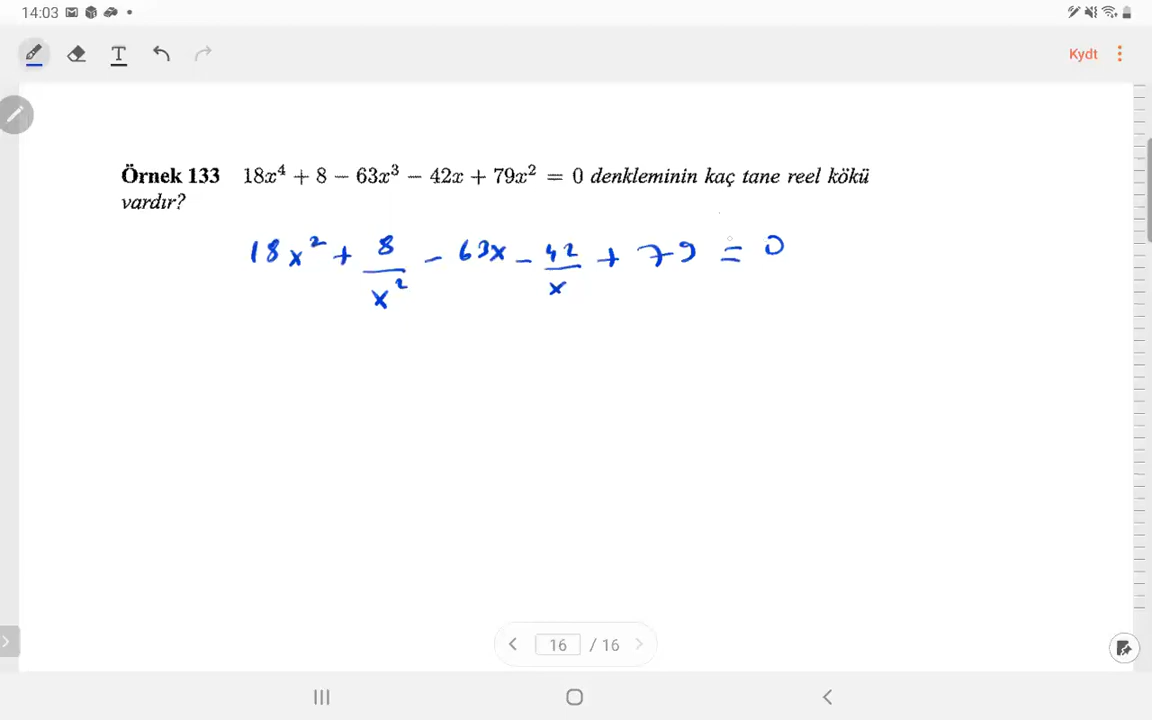 14:03
Kydt
Örnek 133 18x⁴ + 8 − 63x³ − 42x + 79x² = 0 denkleminin kaç tane reel kökü
vardır?
18x² + 8/x² − 63x − 42/x + 79 = 0
16 / 16